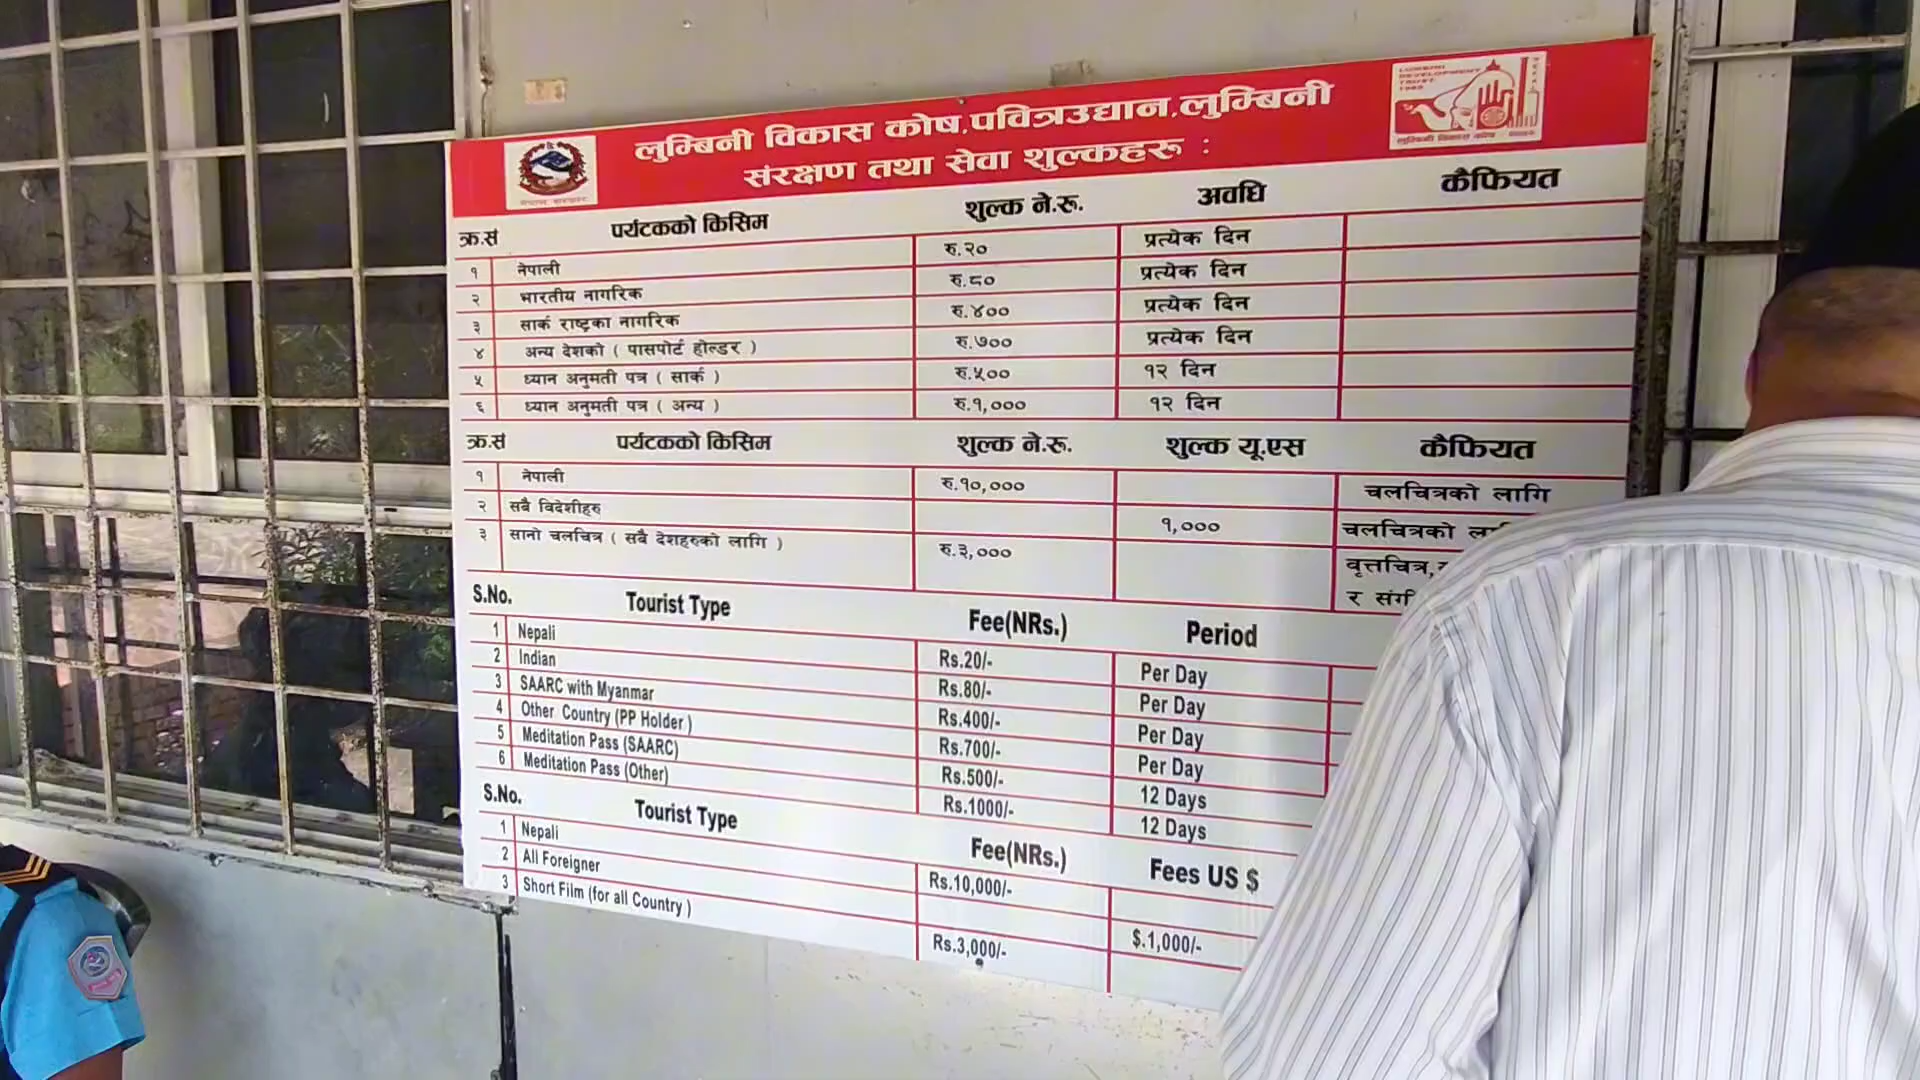 लुम्बिनी विकास कोष,पवित्रउद्यान,लुम्बिनी
संरक्षण तथा सेवा शुल्कहरू :
LUMBINI
DEVELOPMENT
TRUST
1985
लुम्बिनी विकास कोष
क्र.सं पर्यटकको किसिम शुल्क ने.रू. अवधि कैफियत
१ नेपाली रु.२० प्रत्येक दिन
२ भारतीय नागरिक रु.८० प्रत्येक दिन
३ सार्क राष्ट्रका नागरिक रु.४०० प्रत्येक दिन
४ अन्य देशको ( पासपोर्ट होल्डर ) रु.७०० प्रत्येक दिन
५ ध्यान अनुमती पत्र ( सार्क ) रु.५०० १२ दिन
६ ध्यान अनुमती पत्र ( अन्य ) रु.१,००० १२ दिन
क्र.सं पर्यटकको किसिम शुल्क ने.रू. शुल्क यू.एस कैफियत
१ नेपाली रु.१०,००० चलचित्रको लागि
२ सबै विदेशीहरु १,००० चलचित्रको
३ सानो चलचित्र ( सबै देशहरुको लागि ) रु.३,००० वृत्तचित्र,
र
S.No. Tourist Type Fee(NRs.) Period
1 Nepali Rs.20/- Per Day
2 Indian Rs.80/- Per Day
3 SAARC with Myanmar Rs.400/- Per Day
4 Other Country (PP Holder ) Rs.700/- Per Day
5 Meditation Pass (SAARC) Rs.500/- 12 Days
6 Meditation Pass (Other) Rs.1000/- 12 Days
S.No. Tourist Type Fee(NRs.) Fees US $
1 Nepali Rs.10,000/-
2 All Foreigner $.1,000/-
3 Short Film (for all Country ) Rs.3,000/-